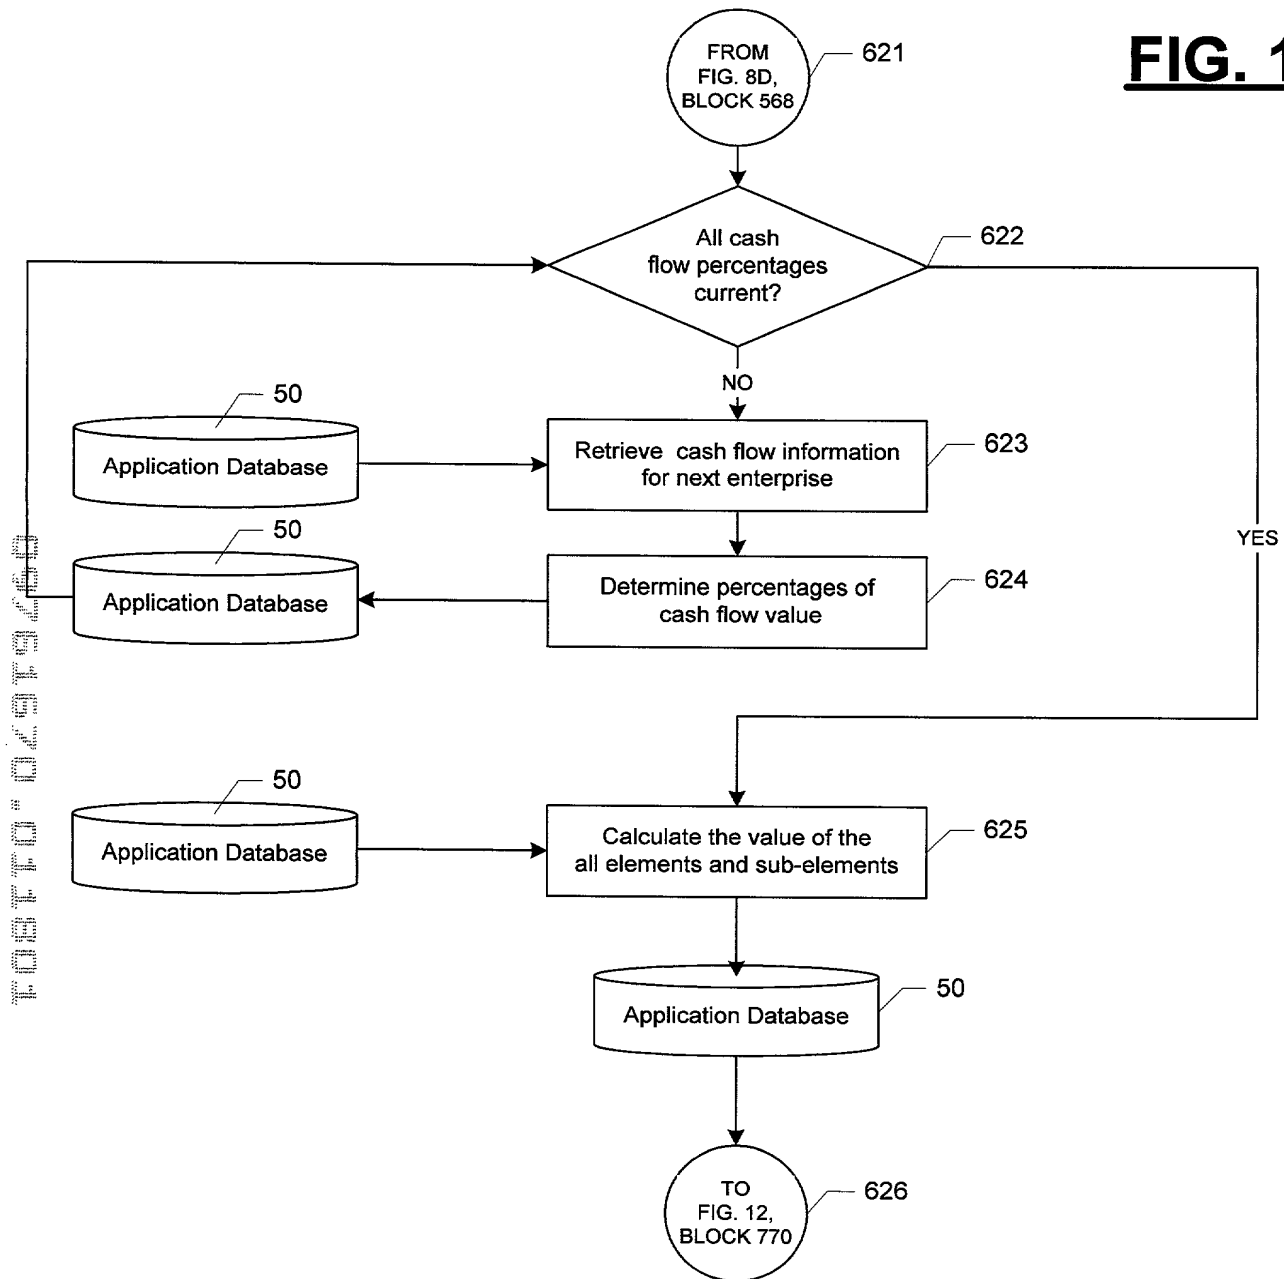 FROM
FIG. 8D,
BLOCK 568
621
FIG. 1
All cash
flow percentages
current?
622
NO
YES
50
Application Database
Retrieve cash flow information
for next enterprise
623
50
Application Database
Determine percentages of
cash flow value
624
50
Application Database
Calculate the value of the
all elements and sub-elements
625
Application Database
50
TO
FIG. 12,
BLOCK 770
626
09761670.011801